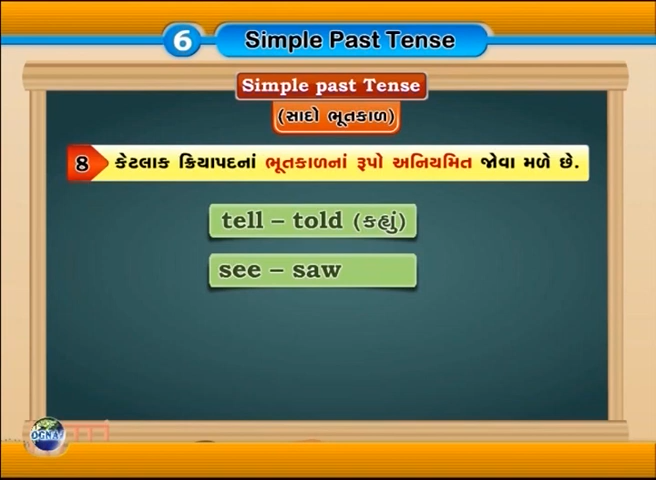 6 Simple Past Tense
Simple past Tense
(સાદો ભૂતકાળ)
8 કેટલાક ક્રિયાપદનાં ભૂતકાળનાં રૂપો અનિયમિત જોવા મળે છે.
tell – told (કહ્યું)
see – saw